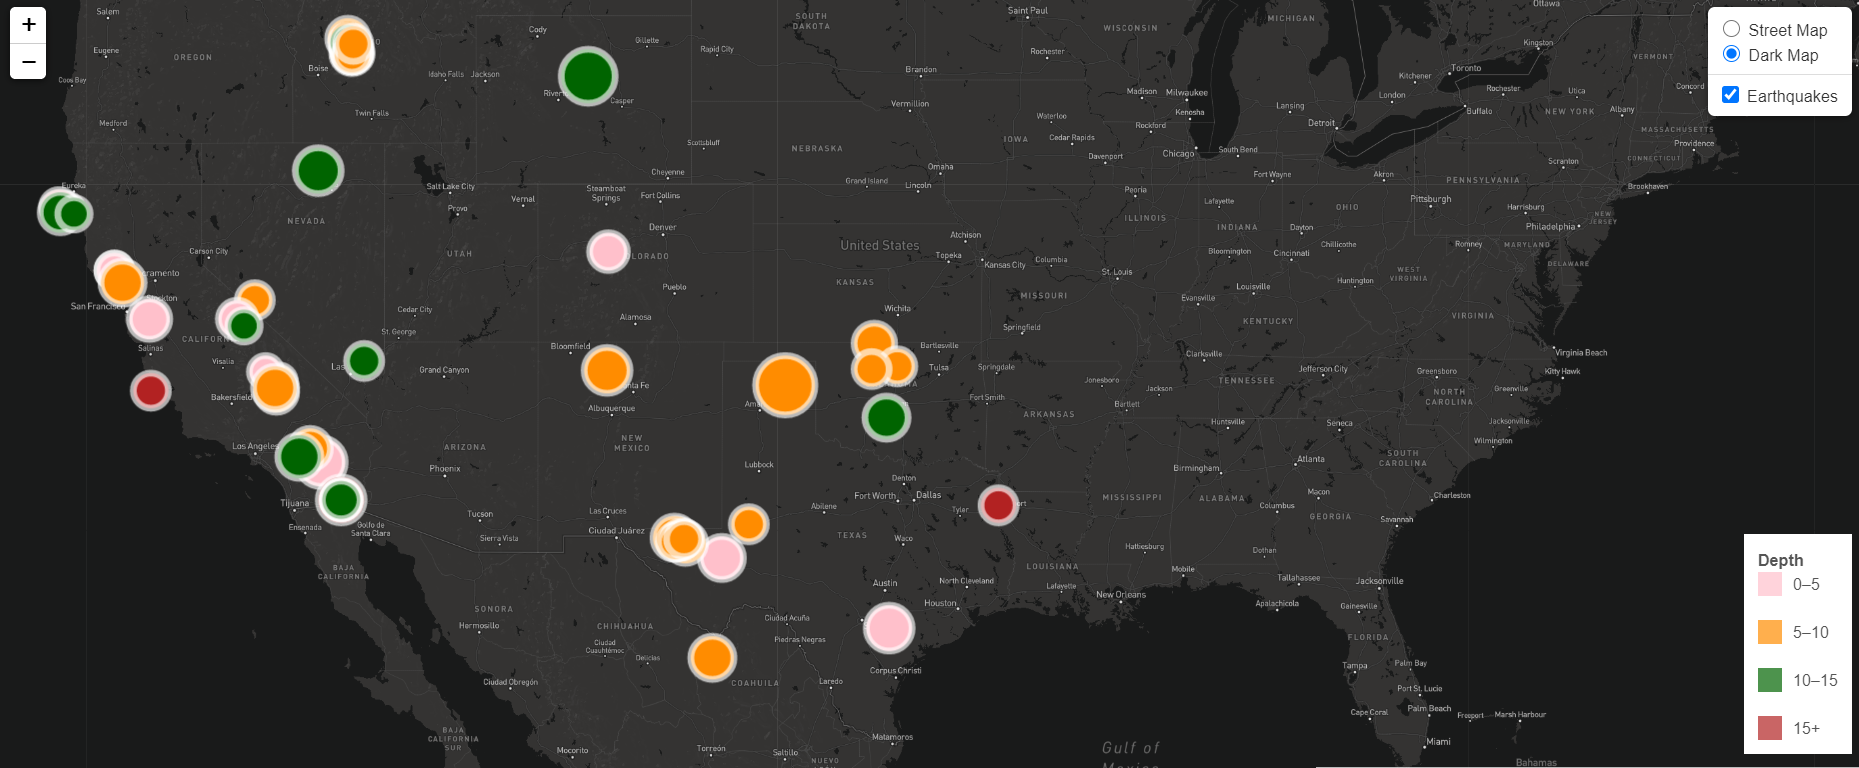 +
−
Street Map
Dark Map
Earthquakes
Salem
Eugene
OREGON
Coos Bay
Medford
Boise
Idaho Falls
Jackson
Twin Falls
Cody
Gillette
Casper
Rapid City
SOUTH
DAKOTA
Saint Paul
Rochester
WISCONSIN
MICHIGAN
Ottawa
Kingston
Toronto
Kitchener
London
Rochester
Utica
VERMONT
Concord
Buffalo
NEW YORK
Albany
MASSACHUSETTS
Providence
CONNECTICUT
Brandon
Vermillion
Madison
Milwaukee
Kenosha
Rockford
Lansing
Detroit
Waterloo
Cedar Rapids
IOWA
Davenport
Chicago
South Bend
Scottsbluff
NEBRASKA
Cheyenne
Omaha
Grand Island
Lincoln
Fort Wayne
Akron
Scranton
PENNSYLVANIA
Brookhaven
Eureka
Salt Lake City
Provo
Vernal
Steamboat
Springs
Fort Collins
Peoria
Lafayette
Pittsburgh
Harrisburg
NEW
JERSEY
Philadelphia
NEVADA
Denver
ILLINOIS
INDIANA
OHIO
Dayton
Chillicothe
Romney
MARYLAND
DELAWARE
Carson City
UTAH
United States
Atchison
Topeka
Kansas City
Columbia
St. Louis
Bloomington
Cincinnati
WEST
VIRGINIA
Huntington
Pueblo
KANSAS
MISSOURI
Evansville
Louisville
San Francisco
Cedar City
St. George
Alamosa
Wichita
Springfield
KENTUCKY
VIRGINIA
Salinas
Visalia
Bloomfield
Bartlesville
Tulsa
Springdale
Clarksville
Virginia Beach
Kitty Hawk
Grand Canyon
Bakersfield
Albuquerque
Fort Smith
Jonesboro
Jackson
TENNESSEE
Jefferson City
Greensboro
Greenville
NORTH
CAROLINA
ARKANSAS
Bartlett
Huntsville
Seneca
Jacksonville
Wilmington
Los Angeles
ARIZONA
Phoenix
NEW
MEXICO
Lubbock
Birmingham
Atlanta
SOUTH
CAROLINA
Tijuana
Ensenada
Golfo de
Santa Clara
Tucson
Sierra Vista
Las Cruces
Ciudad Juárez
Abilene
Denton
Fort Worth
Dallas
Tyler
MISSISSIPPI
ALABAMA
Macon
Columbus
GEORGIA
Charleston
Savannah
TEXAS
Waco
Hattiesburg
Dothan
BAJA
CALIFORNIA
Austin
North Cleveland
LOUISIANA
Lafayette
Mobile
Tallahassee
Jacksonville
SONORA
Hermosillo
CHIHUAHUA
Ciudad Acuña
Piedras Negras
Houston
New Orleans
Apalachicola
Gainesville
Ciudad
Cuauhtémoc
Delicias
FLORIDA
Ciudad Obregón
COAHUILA
Laredo
Corpus Christi
Tampa
Palm Bay
Port St. Lucie
Cape Coral
Palm Beach
Freeport
Marsh Harbour
Miami
BAJA
CALIFORNIA
SUR
Mocorito
Torreón
Saltillo
NUEVO
Matamoros
Gulf of
Bahamas
Depth
0–5
5–10
10–15
15+